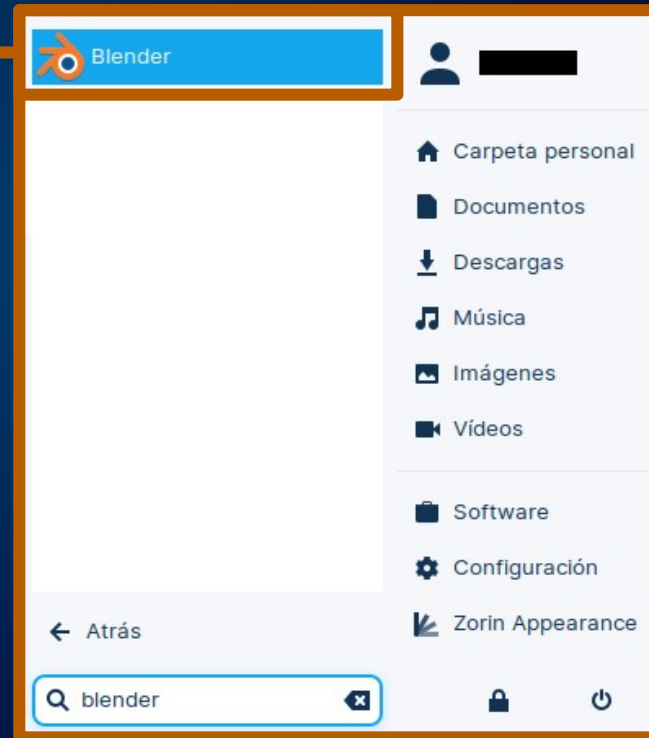 Blender
Carpeta personal
Documentos
Descargas
Música
Imágenes
Vídeos
Software
Configuración
Zorin Appearance
Atrás
blender